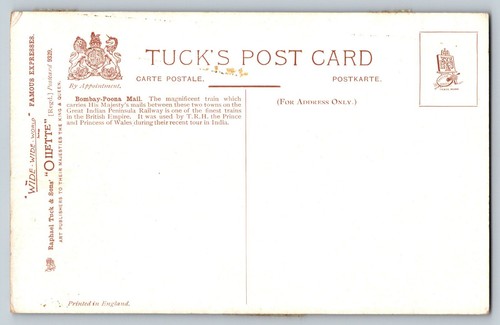 TUCK'S POST CARD
CARTE POSTALE.
POSTKARTE.
By Appointment.
Bombay-Poona Mail. The magnificent train which
carries His Majesty's mails between these two towns on the
Great Indian Peninsula Railway is one of the finest trains
in the British Empire. It was used by T.R.H. the Prince
and Princess of Wales during their recent tour in India.
(FOR ADDRESS ONLY.)
"WIDE-WIDE-WORLD" FAMOUS EXPRESSES.
Raphael Tuck & Sons' "OILETTE" [Regd.] Postcard 9329.
ART PUBLISHERS TO THEIR MAJESTIES THE KING & QUEEN.
Printed in England.